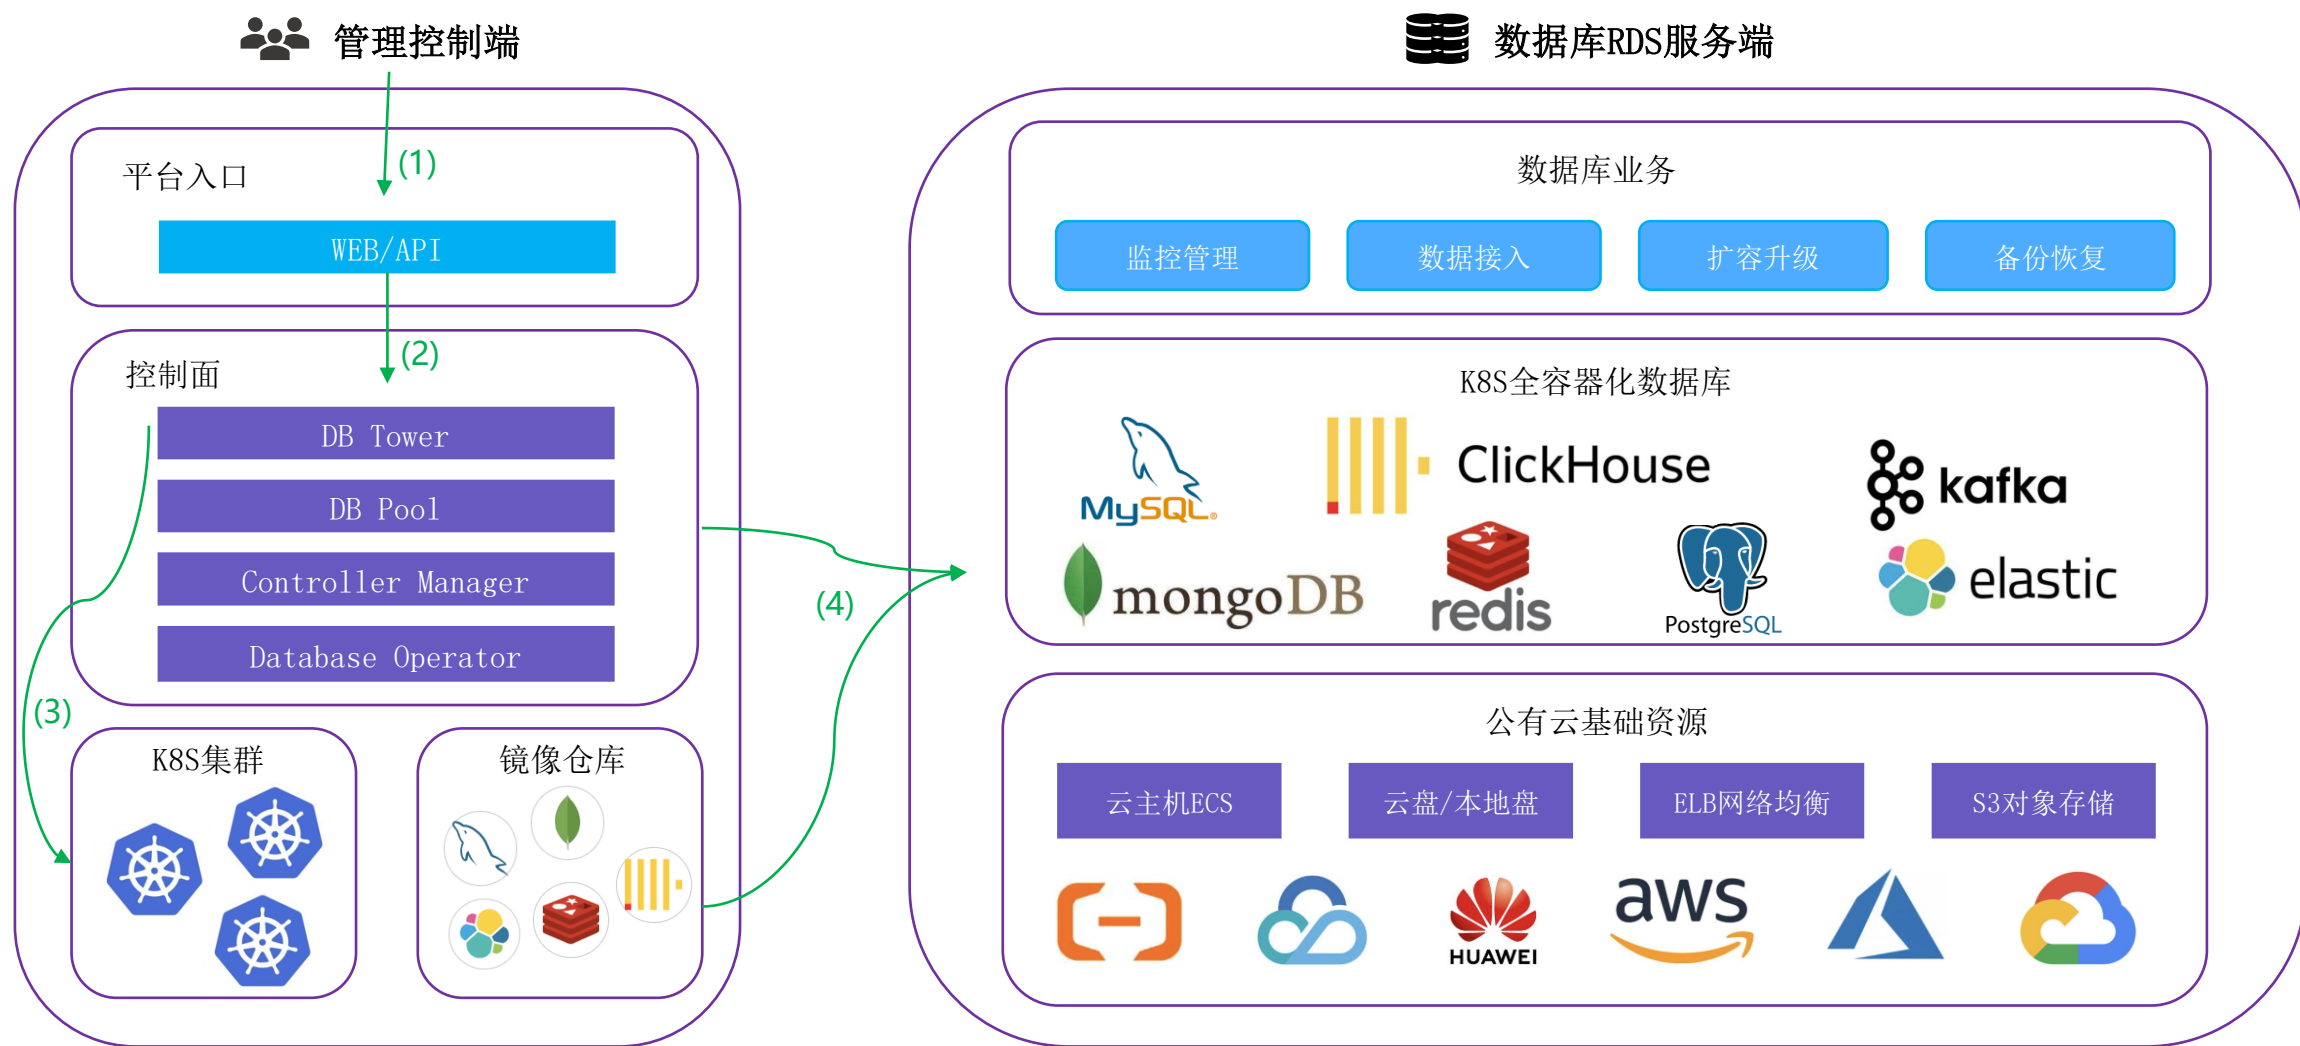 管理控制端
平台入口
(1)
WEB/API
(2)
控制面
DB Tower
DB Pool
Controller Manager
Database Operator
(3)
(4)
K8S集群
镜像仓库
数据库RDS服务端
数据库业务
监控管理
数据接入
扩容升级
备份恢复
K8S全容器化数据库
MySQL®
ClickHouse
kafka
mongoDB
redis
PostgreSQL
elastic
公有云基础资源
云主机ECS
云盘/本地盘
ELB网络均衡
S3对象存储
HUAWEI
aws